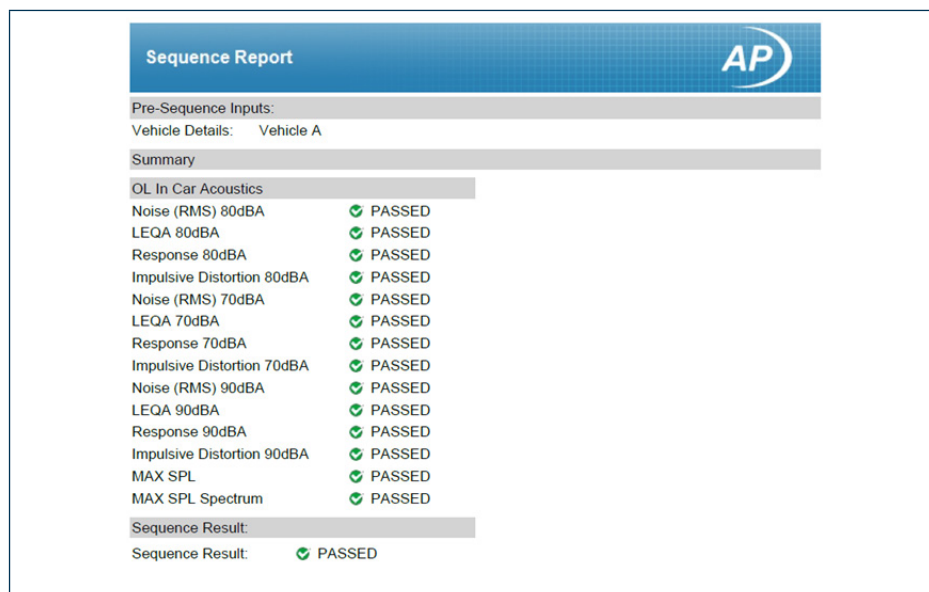 Sequence Report
AP
Pre-Sequence Inputs:
Vehicle Details: Vehicle A
Summary
OL In Car Acoustics
Noise (RMS) 80dBA PASSED
LEQA 80dBA PASSED
Response 80dBA PASSED
Impulsive Distortion 80dBA PASSED
Noise (RMS) 70dBA PASSED
LEQA 70dBA PASSED
Response 70dBA PASSED
Impulsive Distortion 70dBA PASSED
Noise (RMS) 90dBA PASSED
LEQA 90dBA PASSED
Response 90dBA PASSED
Impulsive Distortion 90dBA PASSED
MAX SPL PASSED
MAX SPL Spectrum PASSED
Sequence Result:
Sequence Result: PASSED